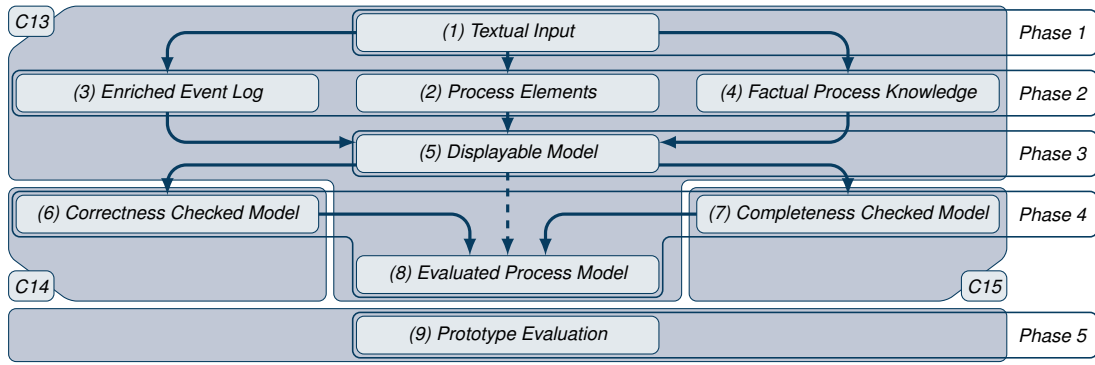 C13
(1) Textual Input
Phase 1
(3) Enriched Event Log
(2) Process Elements
(4) Factual Process Knowledge
Phase 2
(5) Displayable Model
Phase 3
(6) Correctness Checked Model
(7) Completeness Checked Model
Phase 4
(8) Evaluated Process Model
C14
C15
(9) Prototype Evaluation
Phase 5